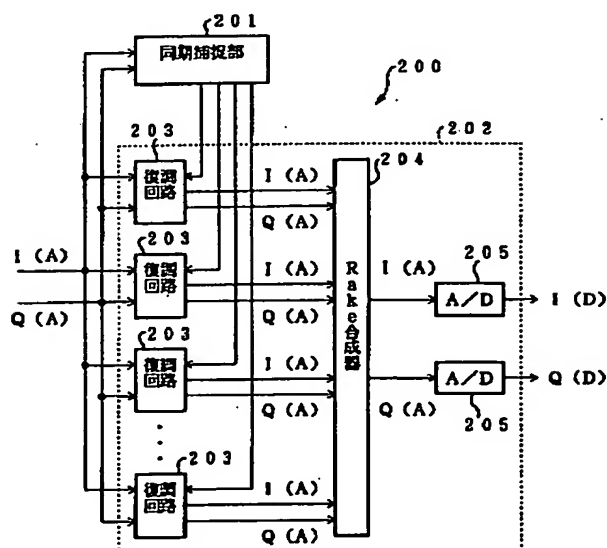 201
同期捕捉部
200
202
203
復調
回路
I (A)
Q (A)
204
203
復調
回路
I (A)
Q (A)
I (A)
Q (A)
Rake合成器
I (A)
205
A/D
I (D)
203
復調
回路
I (A)
Q (A)
Q (A)
A/D
Q (D)
205
203
復調
回路
I (A)
Q (A)